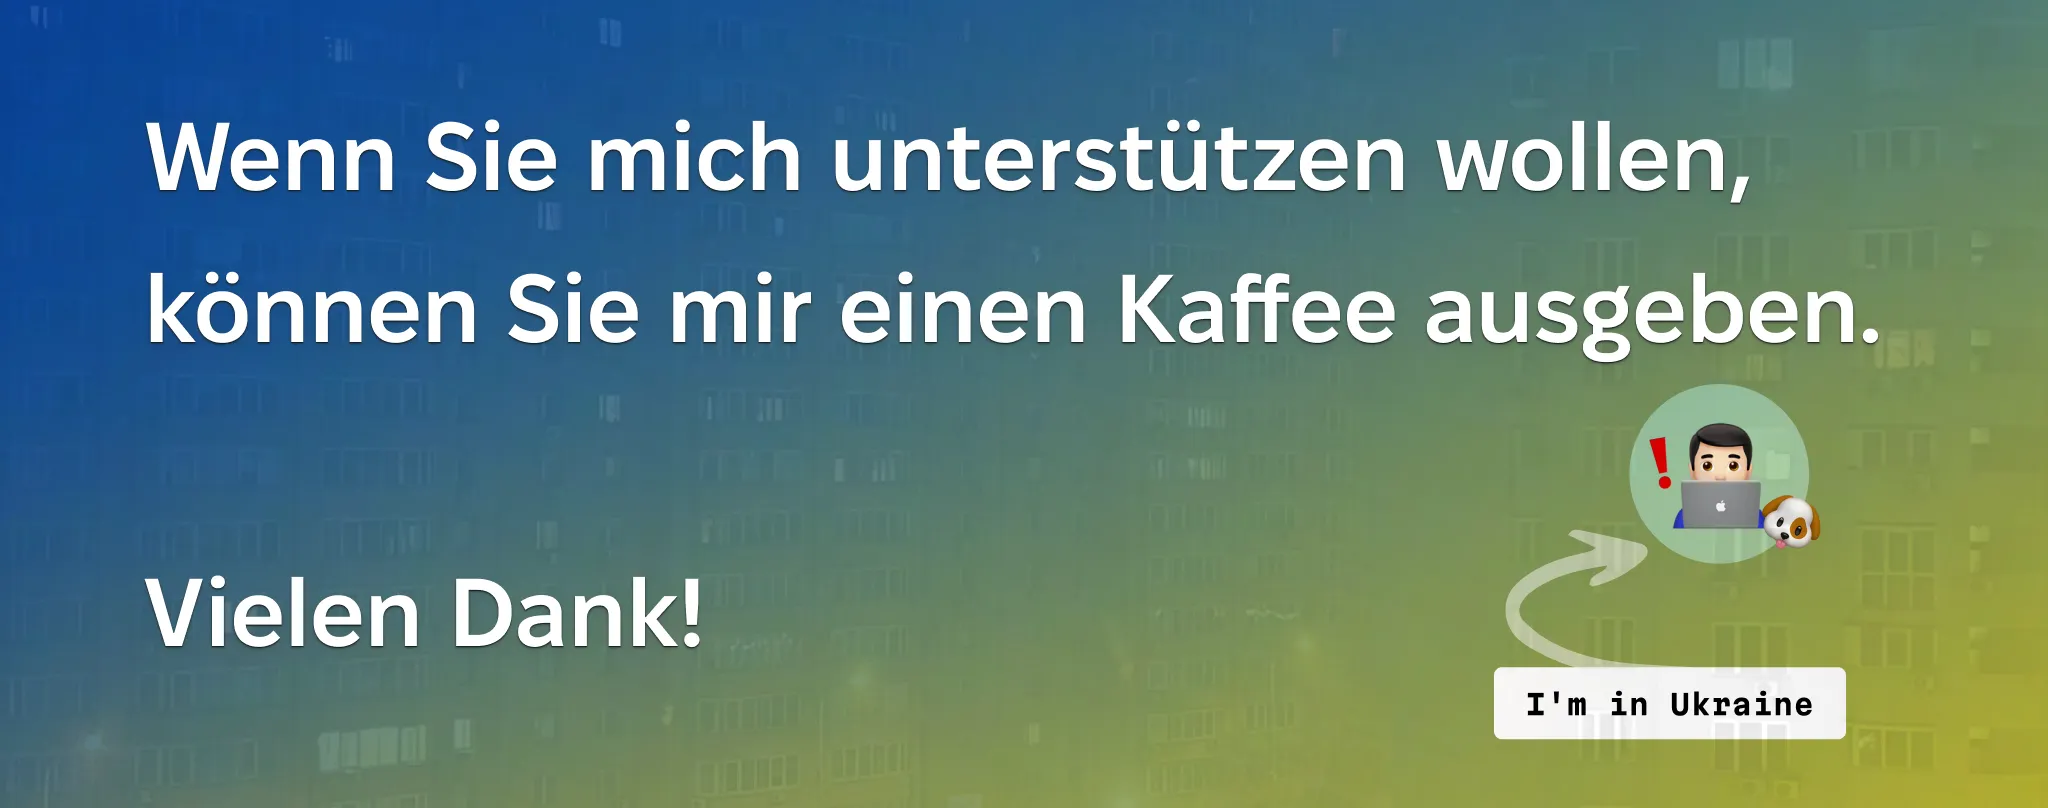 Wenn Sie mich unterstützen wollen,
können Sie mir einen Kaffee ausgeben.
Vielen Dank!
I'm in Ukraine